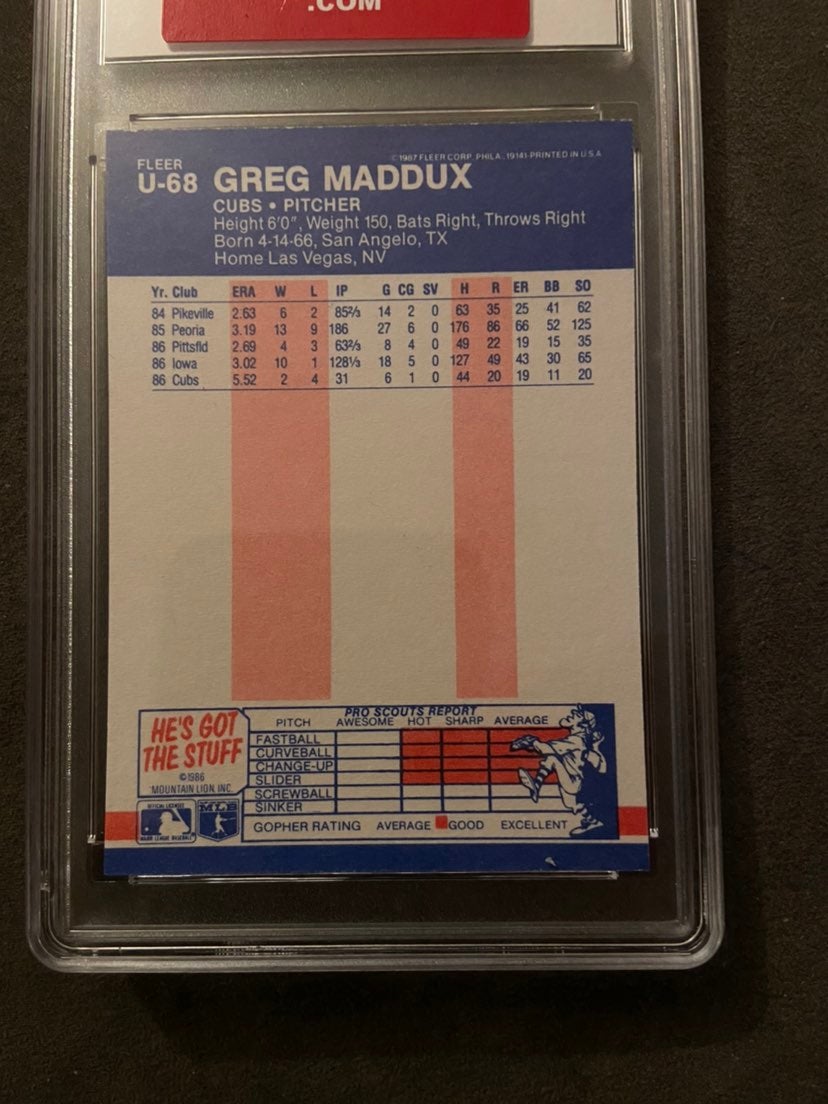 .COM
FLEER
U-68 GREG MADDUX
© 1987 FLEER CORP. PHILA., 19141-PRINTED IN U.S.A
CUBS • PITCHER
Height 6'0", Weight 150, Bats Right, Throws Right
Born 4-14-66, San Angelo, TX
Home Las Vegas, NV
Yr. Club ERA W L IP G CG SV H R ER BB SO
84 Pikeville 2.63 6 2 85⅔ 14 2 0 63 35 25 41 62
85 Peoria 3.19 13 9 186 27 6 0 176 86 66 52 125
86 Pittsfld 2.69 4 3 63⅔ 8 4 0 49 22 19 15 35
86 Iowa 3.02 10 1 128⅓ 18 5 0 127 49 43 30 65
86 Cubs 5.52 2 4 31 6 1 0 44 20 19 11 20
HE'S GOT
THE STUFF
©1986
MOUNTAIN LION, INC.
PRO SCOUTS REPORT
PITCH AWESOME HOT SHARP AVERAGE
FASTBALL
CURVEBALL
CHANGE-UP
SLIDER
SCREWBALL
SINKER
GOPHER RATING AVERAGE GOOD EXCELLENT
OFFICIAL LICENSEE
MAJOR LEAGUE BASEBALL
MLB